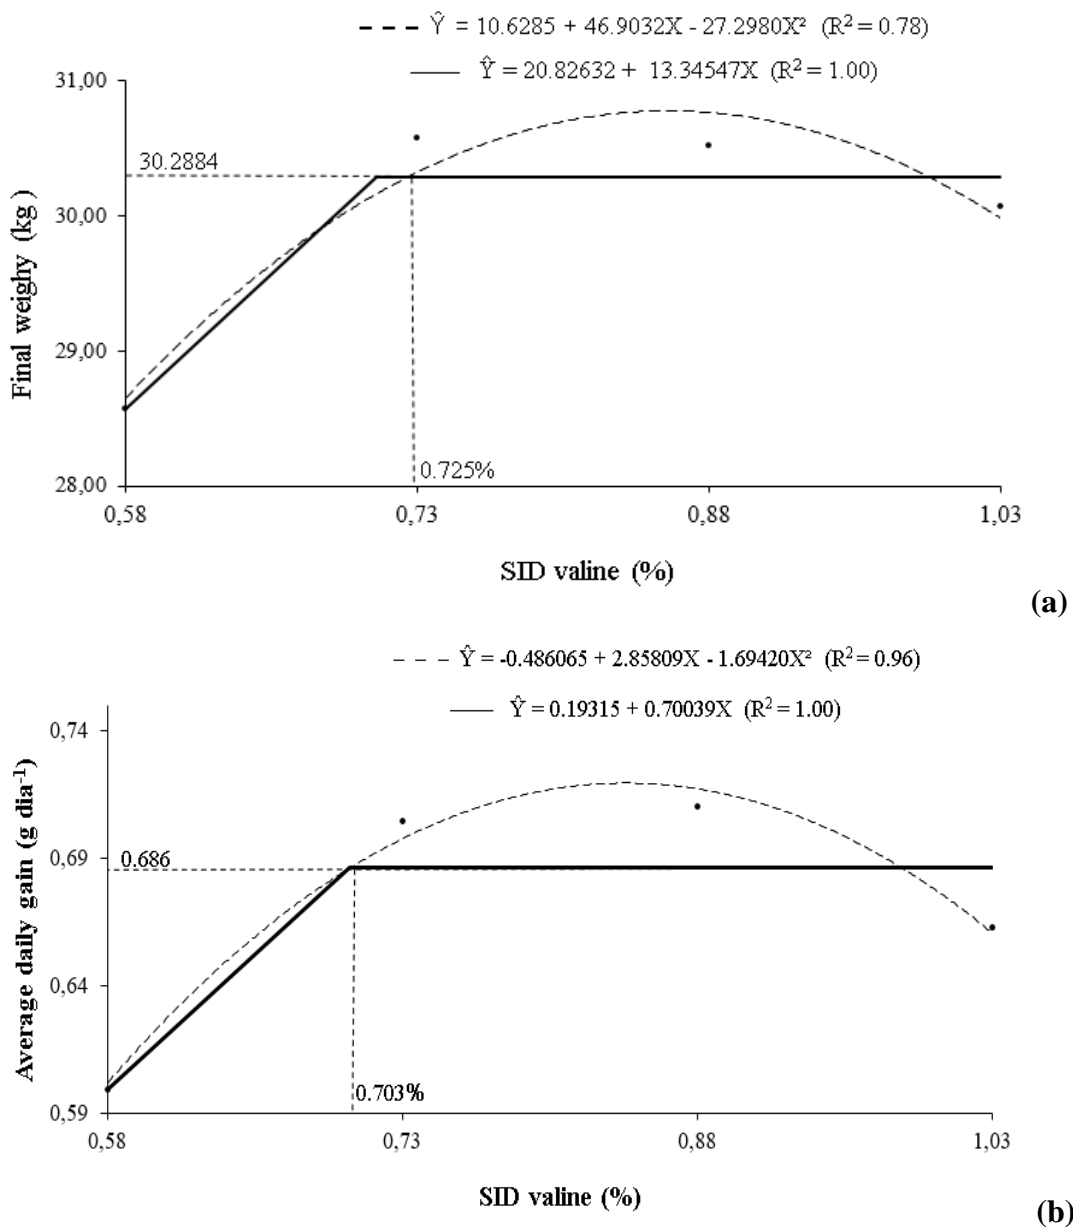 Ŷ = 10.6285 + 46.9032X - 27.2980X² (R² = 0.78)
Ŷ = 20.82632 + 13.34547X (R² = 1.00)
31,00
30.2884
30,00
29,00
28,00
0.725%
0,58 0,73 0,88 1,03
Final weighy (kg )
SID valine (%)
(a)
Ŷ = -0.486065 + 2.85809X - 1.69420X² (R² = 0.96)
Ŷ = 0.19315 + 0.70039X (R² = 1.00)
0,74
0,69
0.686
0,64
0,59
0.703%
0,58 0,73 0,88 1,03
Average daily gain (g dia⁻¹)
SID valine (%)
(b)